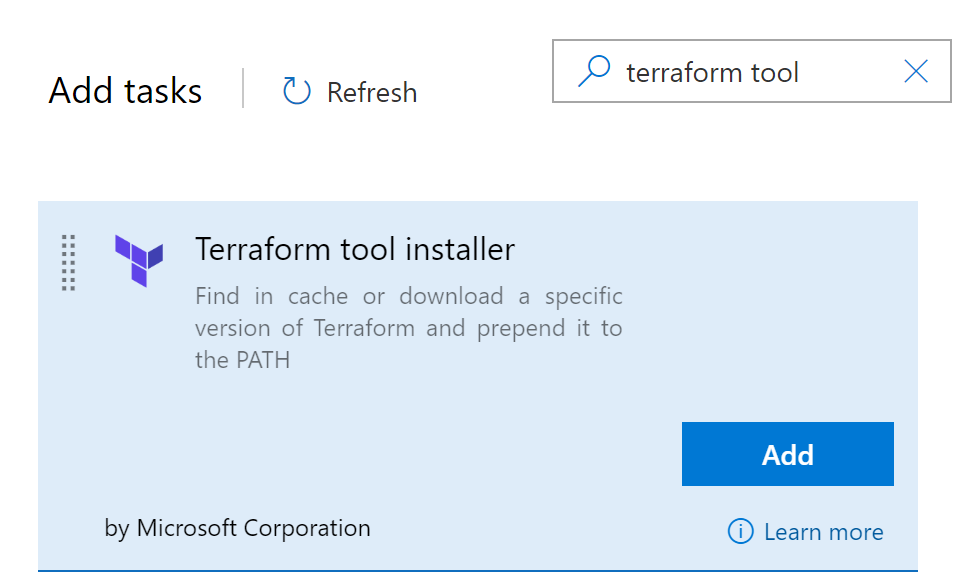 Add tasks
Refresh
terraform tool
Terraform tool installer
Find in cache or download a specific
version of Terraform and prepend it to
the PATH
Add
by Microsoft Corporation
Learn more